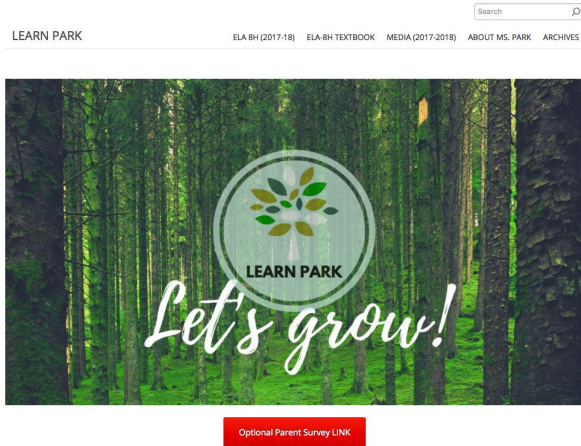 Search
LEARN PARK
ELA 8H (2017-18) ELA-8H TEXTBOOK MEDIA (2017-2018) ABOUT MS. PARK ARCHIVES
LEARN PARK
Let's grow!
Optional Parent Survey LINK